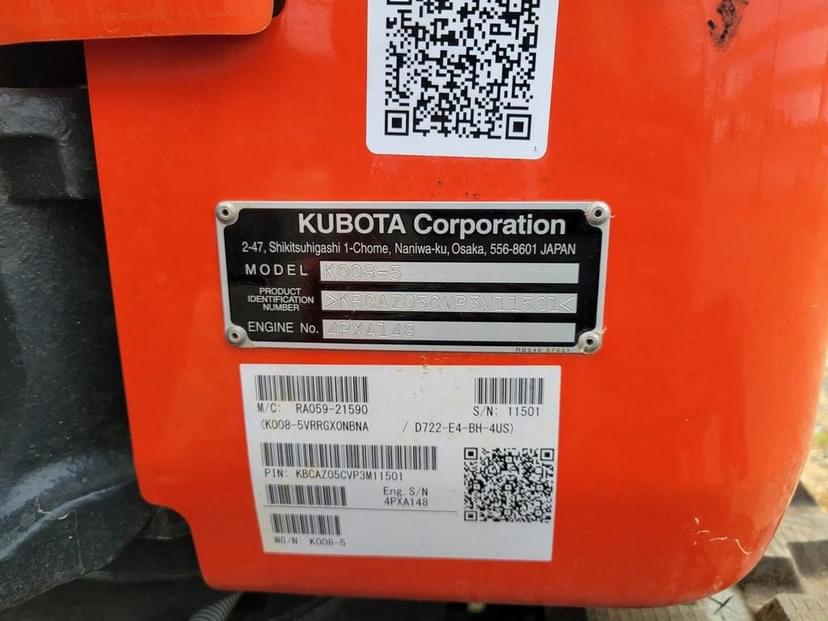 KUBOTA Corporation
2-47, Shikitsuhigashi 1-Chome, Naniwa-ku, Osaka, 556-8601 JAPAN
MODEL K008-5
PRODUCT IDENTIFICATION NUMBER >KBCAZ05CVP3M11501<
ENGINE No. 4PXA148
M/C: RA059-21590 S/N: 11501
(K008-5VRRGXONBNA / D722-E4-BH-4US)
PIN: KBCAZ05CVP3M11501
Eng. S/N
4PXA148
WG/N: K008-5